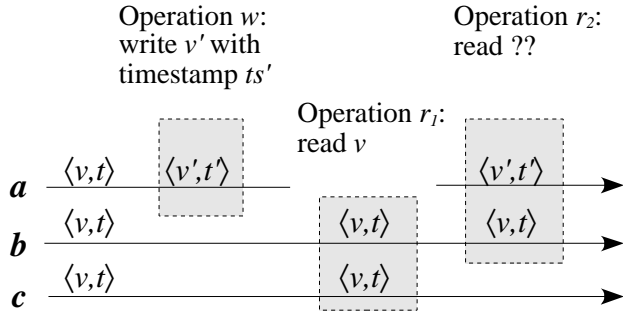 Operation w:
write v' with
timestamp ts'
Operation r₂:
read ??
Operation r₁:
read v
a ⟨v,t⟩ ⟨v',t'⟩ ⟨v',t'⟩
b ⟨v,t⟩ ⟨v,t⟩ ⟨v,t⟩
c ⟨v,t⟩ ⟨v,t⟩